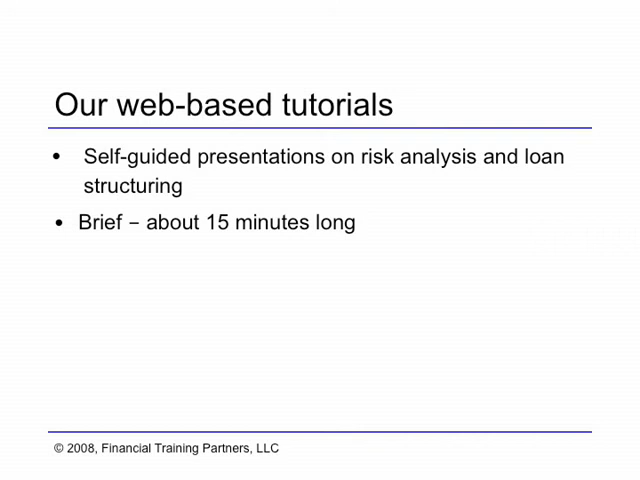 Our web-based tutorials
• Self-guided presentations on risk analysis and loan
structuring
• Brief – about 15 minutes long
© 2008, Financial Training Partners, LLC